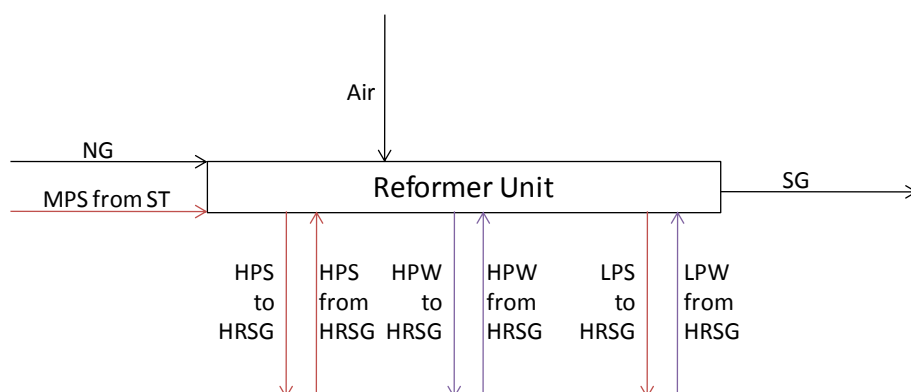 Air
NG
MPS from ST
Reformer Unit
SG
HPS
to
HRSG
HPS
from
HRSG
HPW
to
HRSG
HPW
from
HRSG
LPS
to
HRSG
LPW
from
HRSG